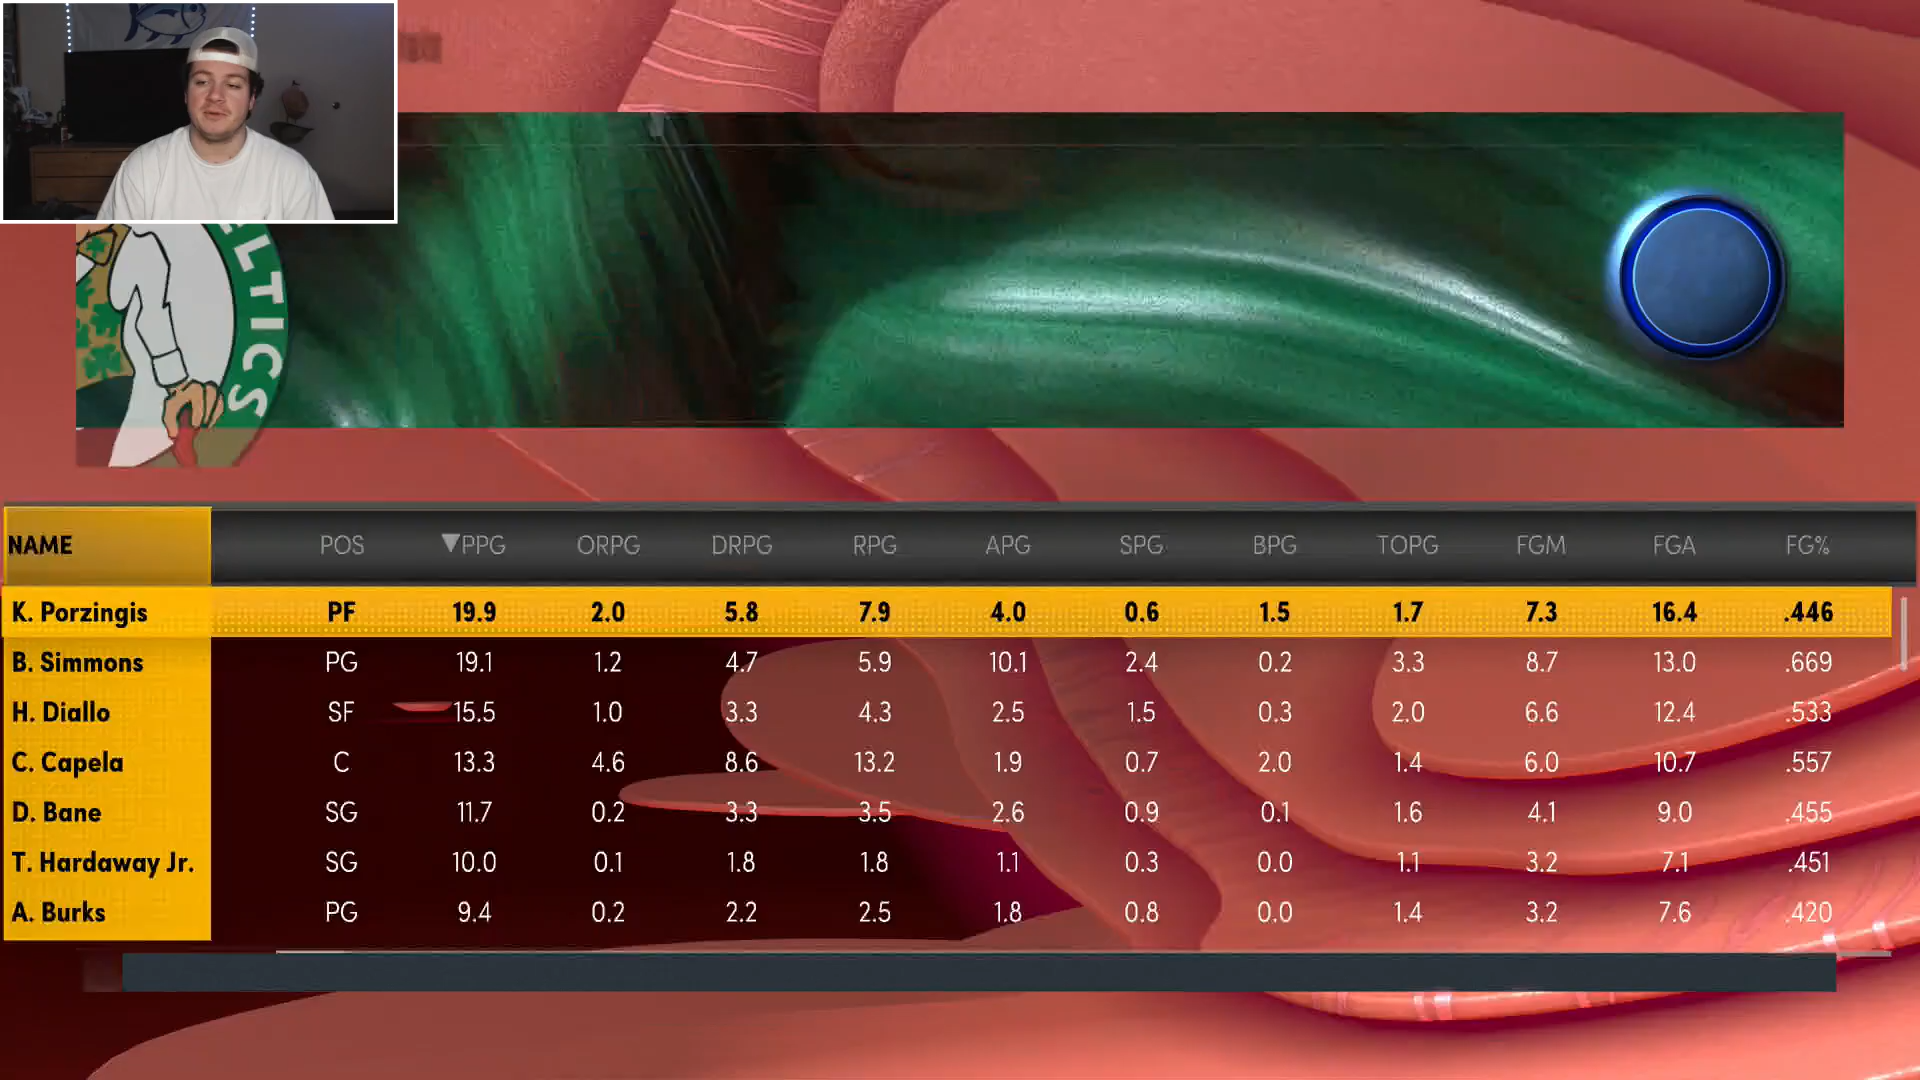 ELTICS
NAME POS ▼PPG ORPG DRPG RPG APG SPG BPG TOPG FGM FGA FG%
K. Porzingis PF 19.9 2.0 5.8 7.9 4.0 0.6 1.5 1.7 7.3 16.4 .446
B. Simmons PG 19.1 1.2 4.7 5.9 10.1 2.4 0.2 3.3 8.7 13.0 .669
H. Diallo SF 15.5 1.0 3.3 4.3 2.5 1.5 0.3 2.0 6.6 12.4 .533
C. Capela C 13.3 4.6 8.6 13.2 1.9 0.7 2.0 1.4 6.0 10.7 .557
D. Bane SG 11.7 0.2 3.3 3.5 2.6 0.9 0.1 1.6 4.1 9.0 .455
T. Hardaway Jr. SG 10.0 0.1 1.8 1.8 1.1 0.3 0.0 1.1 3.2 7.1 .451
A. Burks PG 9.4 0.2 2.2 2.5 1.8 0.8 0.0 1.4 3.2 7.6 .420